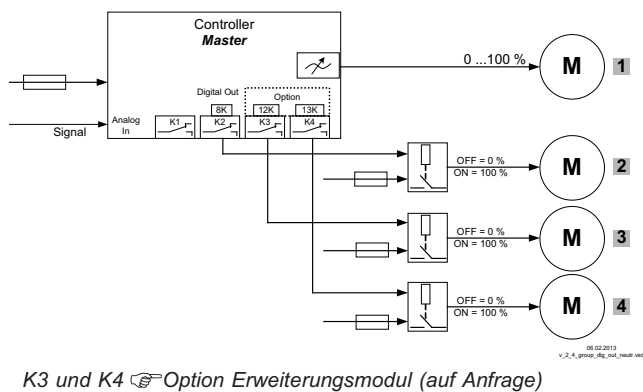 Controller
Master
0 ...100 %
M
1
Digital Out
Option
8K
12K
13K
Analog
In
K1
K2
K3
K4
Signal
OFF = 0 %
ON = 100 %
M
2
OFF = 0 %
ON = 100 %
M
3
OFF = 0 %
ON = 100 %
M
4
06.02.2013
v_2_4_group_dig_out_neutr.vsd
K3 und K4 ☞Option Erweiterungsmodul (auf Anfrage)